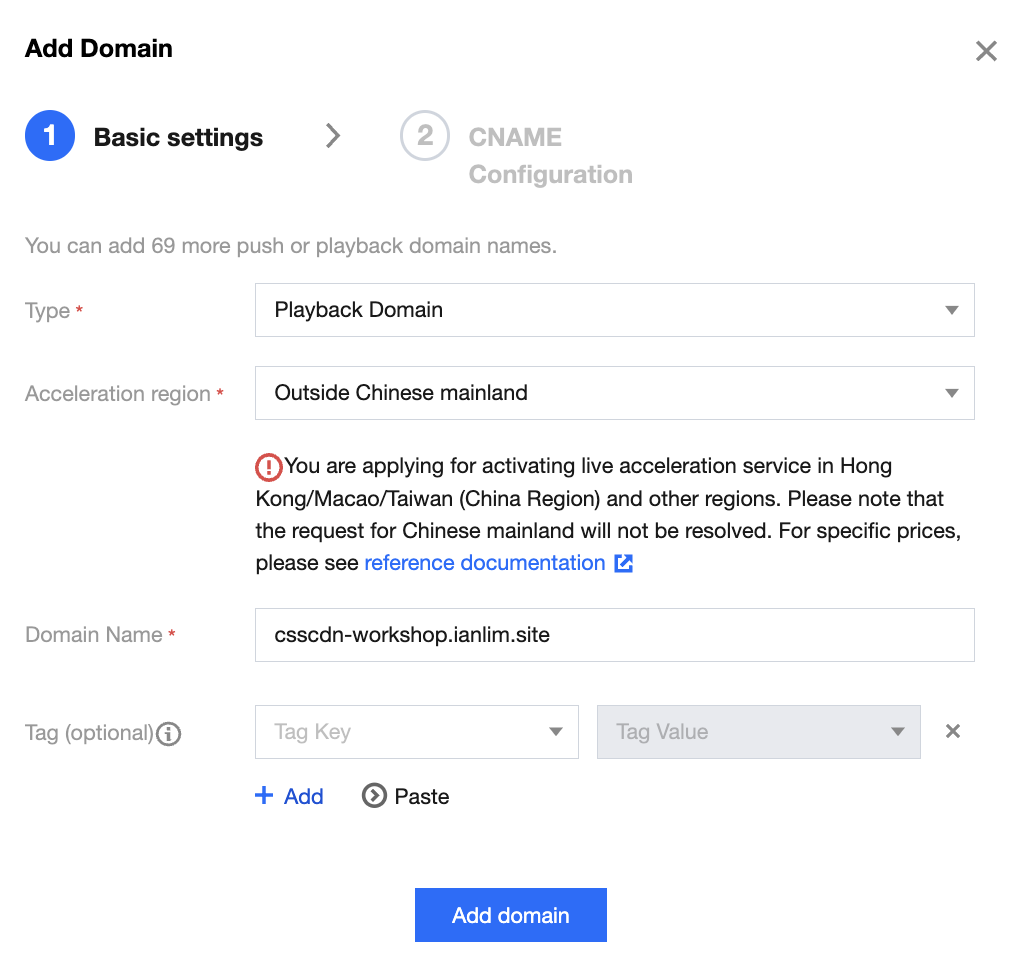 Add Domain
1 Basic settings
2 CNAME
Configuration
You can add 69 more push or playback domain names.
Type * Playback Domain
Acceleration region * Outside Chinese mainland
You are applying for activating live acceleration service in Hong
Kong/Macao/Taiwan (China Region) and other regions. Please note that
the request for Chinese mainland will not be resolved. For specific prices,
please see reference documentation
Domain Name * csscdn-workshop.ianlim.site
Tag (optional) Tag Key Tag Value
+ Add Paste
Add domain